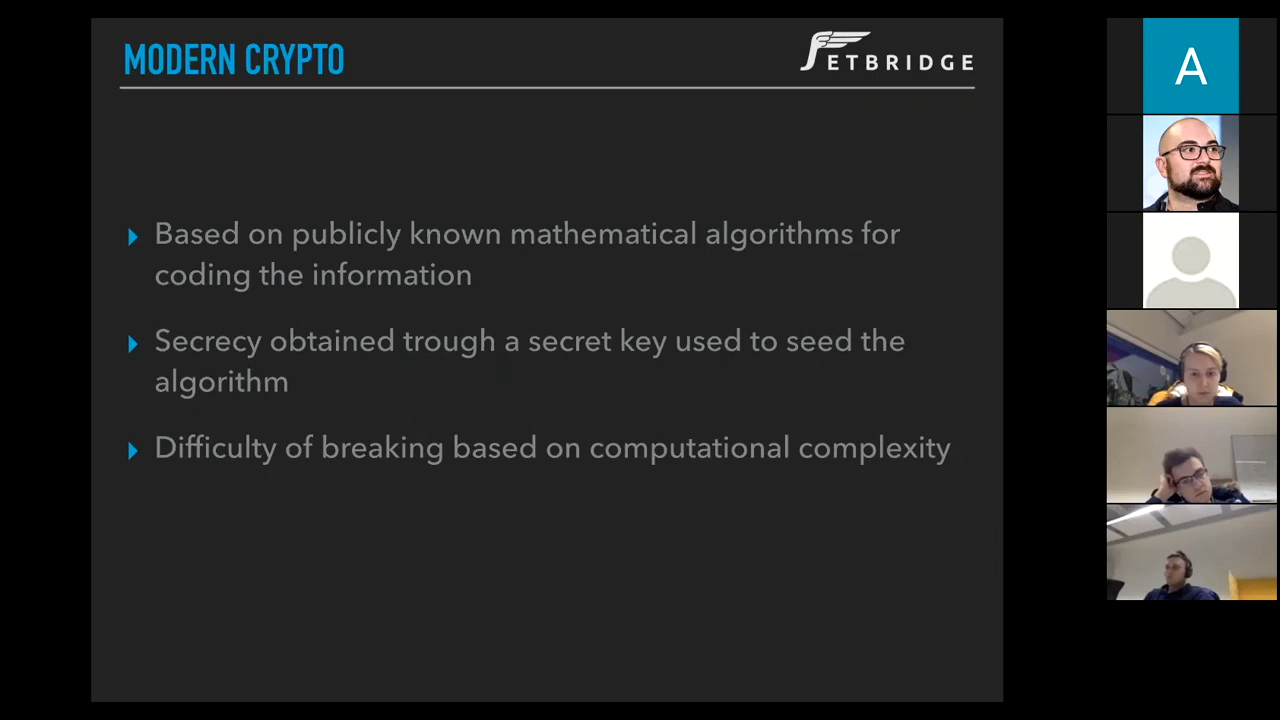 MODERN CRYPTO
JETBRIDGE
Based on publicly known mathematical algorithms for
coding the information
Secrecy obtained trough a secret key used to seed the
algorithm
Difficulty of breaking based on computational complexity
A